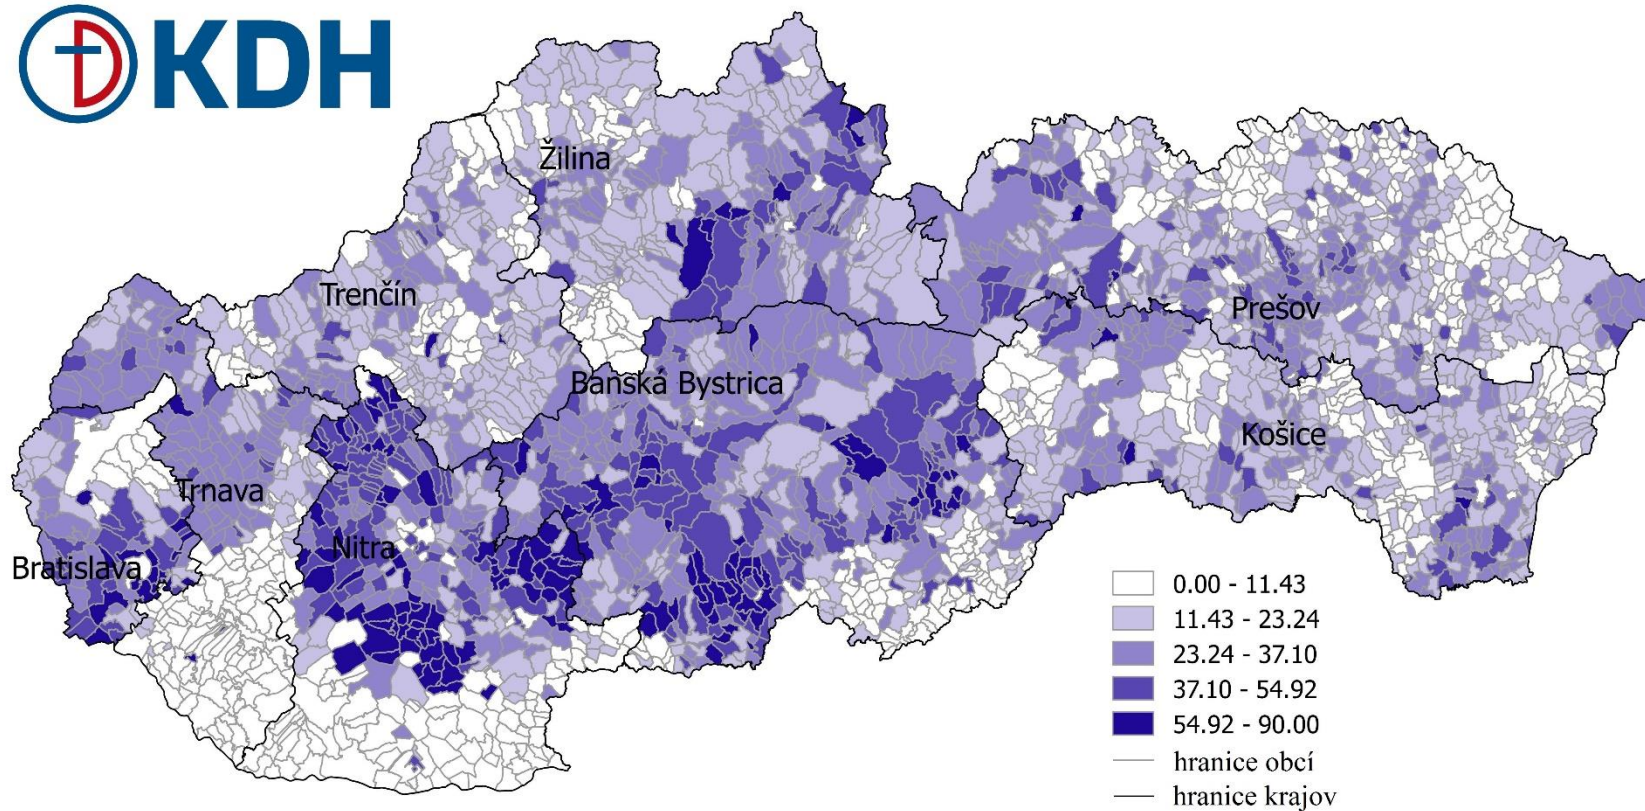 KDH
Žilina
Trenčín
Prešov
Banská Bystrica
Košice
Trnava
Nitra
Bratislava
0.00 - 11.43
11.43 - 23.24
23.24 - 37.10
37.10 - 54.92
54.92 - 90.00
hranice obcí
hranice krajov